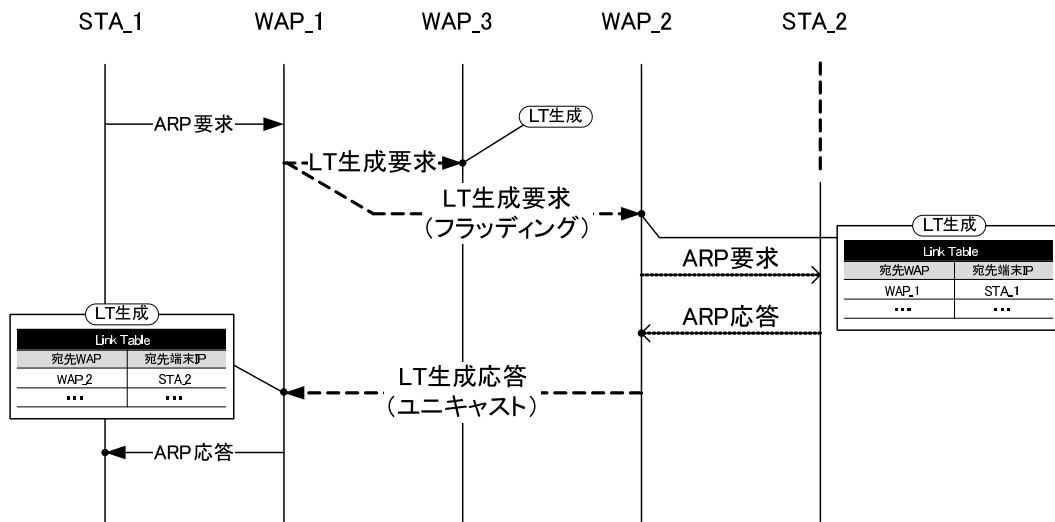 STA_1 WAP_1 WAP_3 WAP_2 STA_2
ARP要求
LT生成
LT生成要求
LT生成要求
(フラッディング)
LT生成
Link Table
宛先WAP 宛先端末IP
WAP_1 STA_1
… …
ARP要求
ARP応答
LT生成
Link Table
宛先WAP 宛先端末IP
WAP_2 STA_2
… …
LT生成応答
(ユニキャスト)
ARP応答